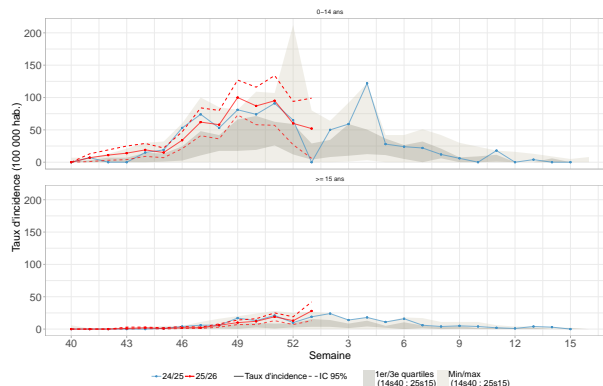 0−14 ans
200
150
100
50
0
>= 15 ans
200
150
100
50
0
Taux d'incidence (100 000 hab.)
40 43 46 49 52 3 6 9 12 15
Semaine
24/25 25/26 Taux d'incidence IC 95% 1er/3e quartiles (14s40 ; 25s15) Min/max (14s40 ; 25s15)